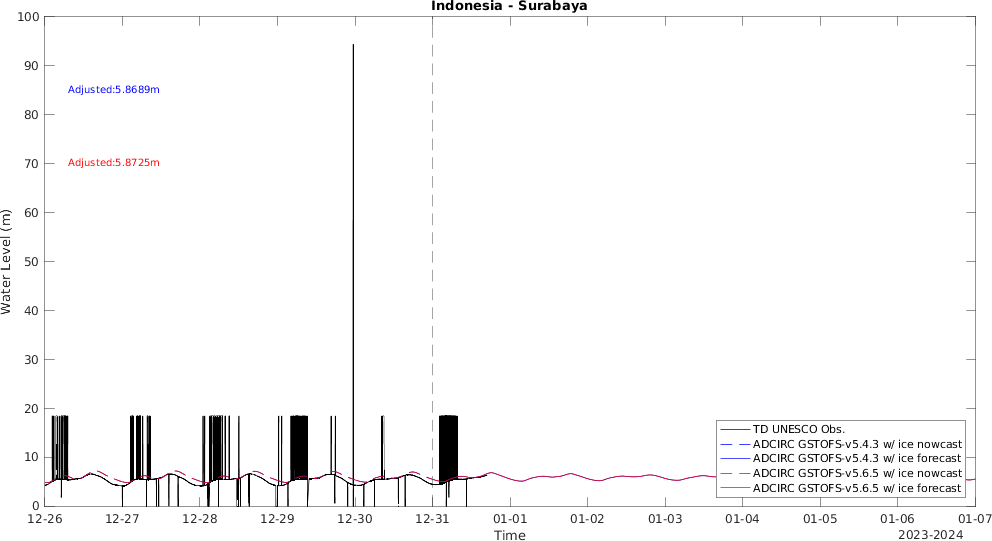 Indonesia - Surabaya
100
90
80
70
60
50
40
30
20
10
0
Water Level (m)
Adjusted:5.8689m
Adjusted:5.8725m
TD UNESCO Obs.
ADCIRC GSTOFS-v5.4.3 w/ ice nowcast
ADCIRC GSTOFS-v5.4.3 w/ ice forecast
ADCIRC GSTOFS-v5.6.5 w/ ice nowcast
ADCIRC GSTOFS-v5.6.5 w/ ice forecast
12-26 12-27 12-28 12-29 12-30 12-31 01-01 01-02 01-03 01-04 01-05 01-06 01-07
Time
2023-2024